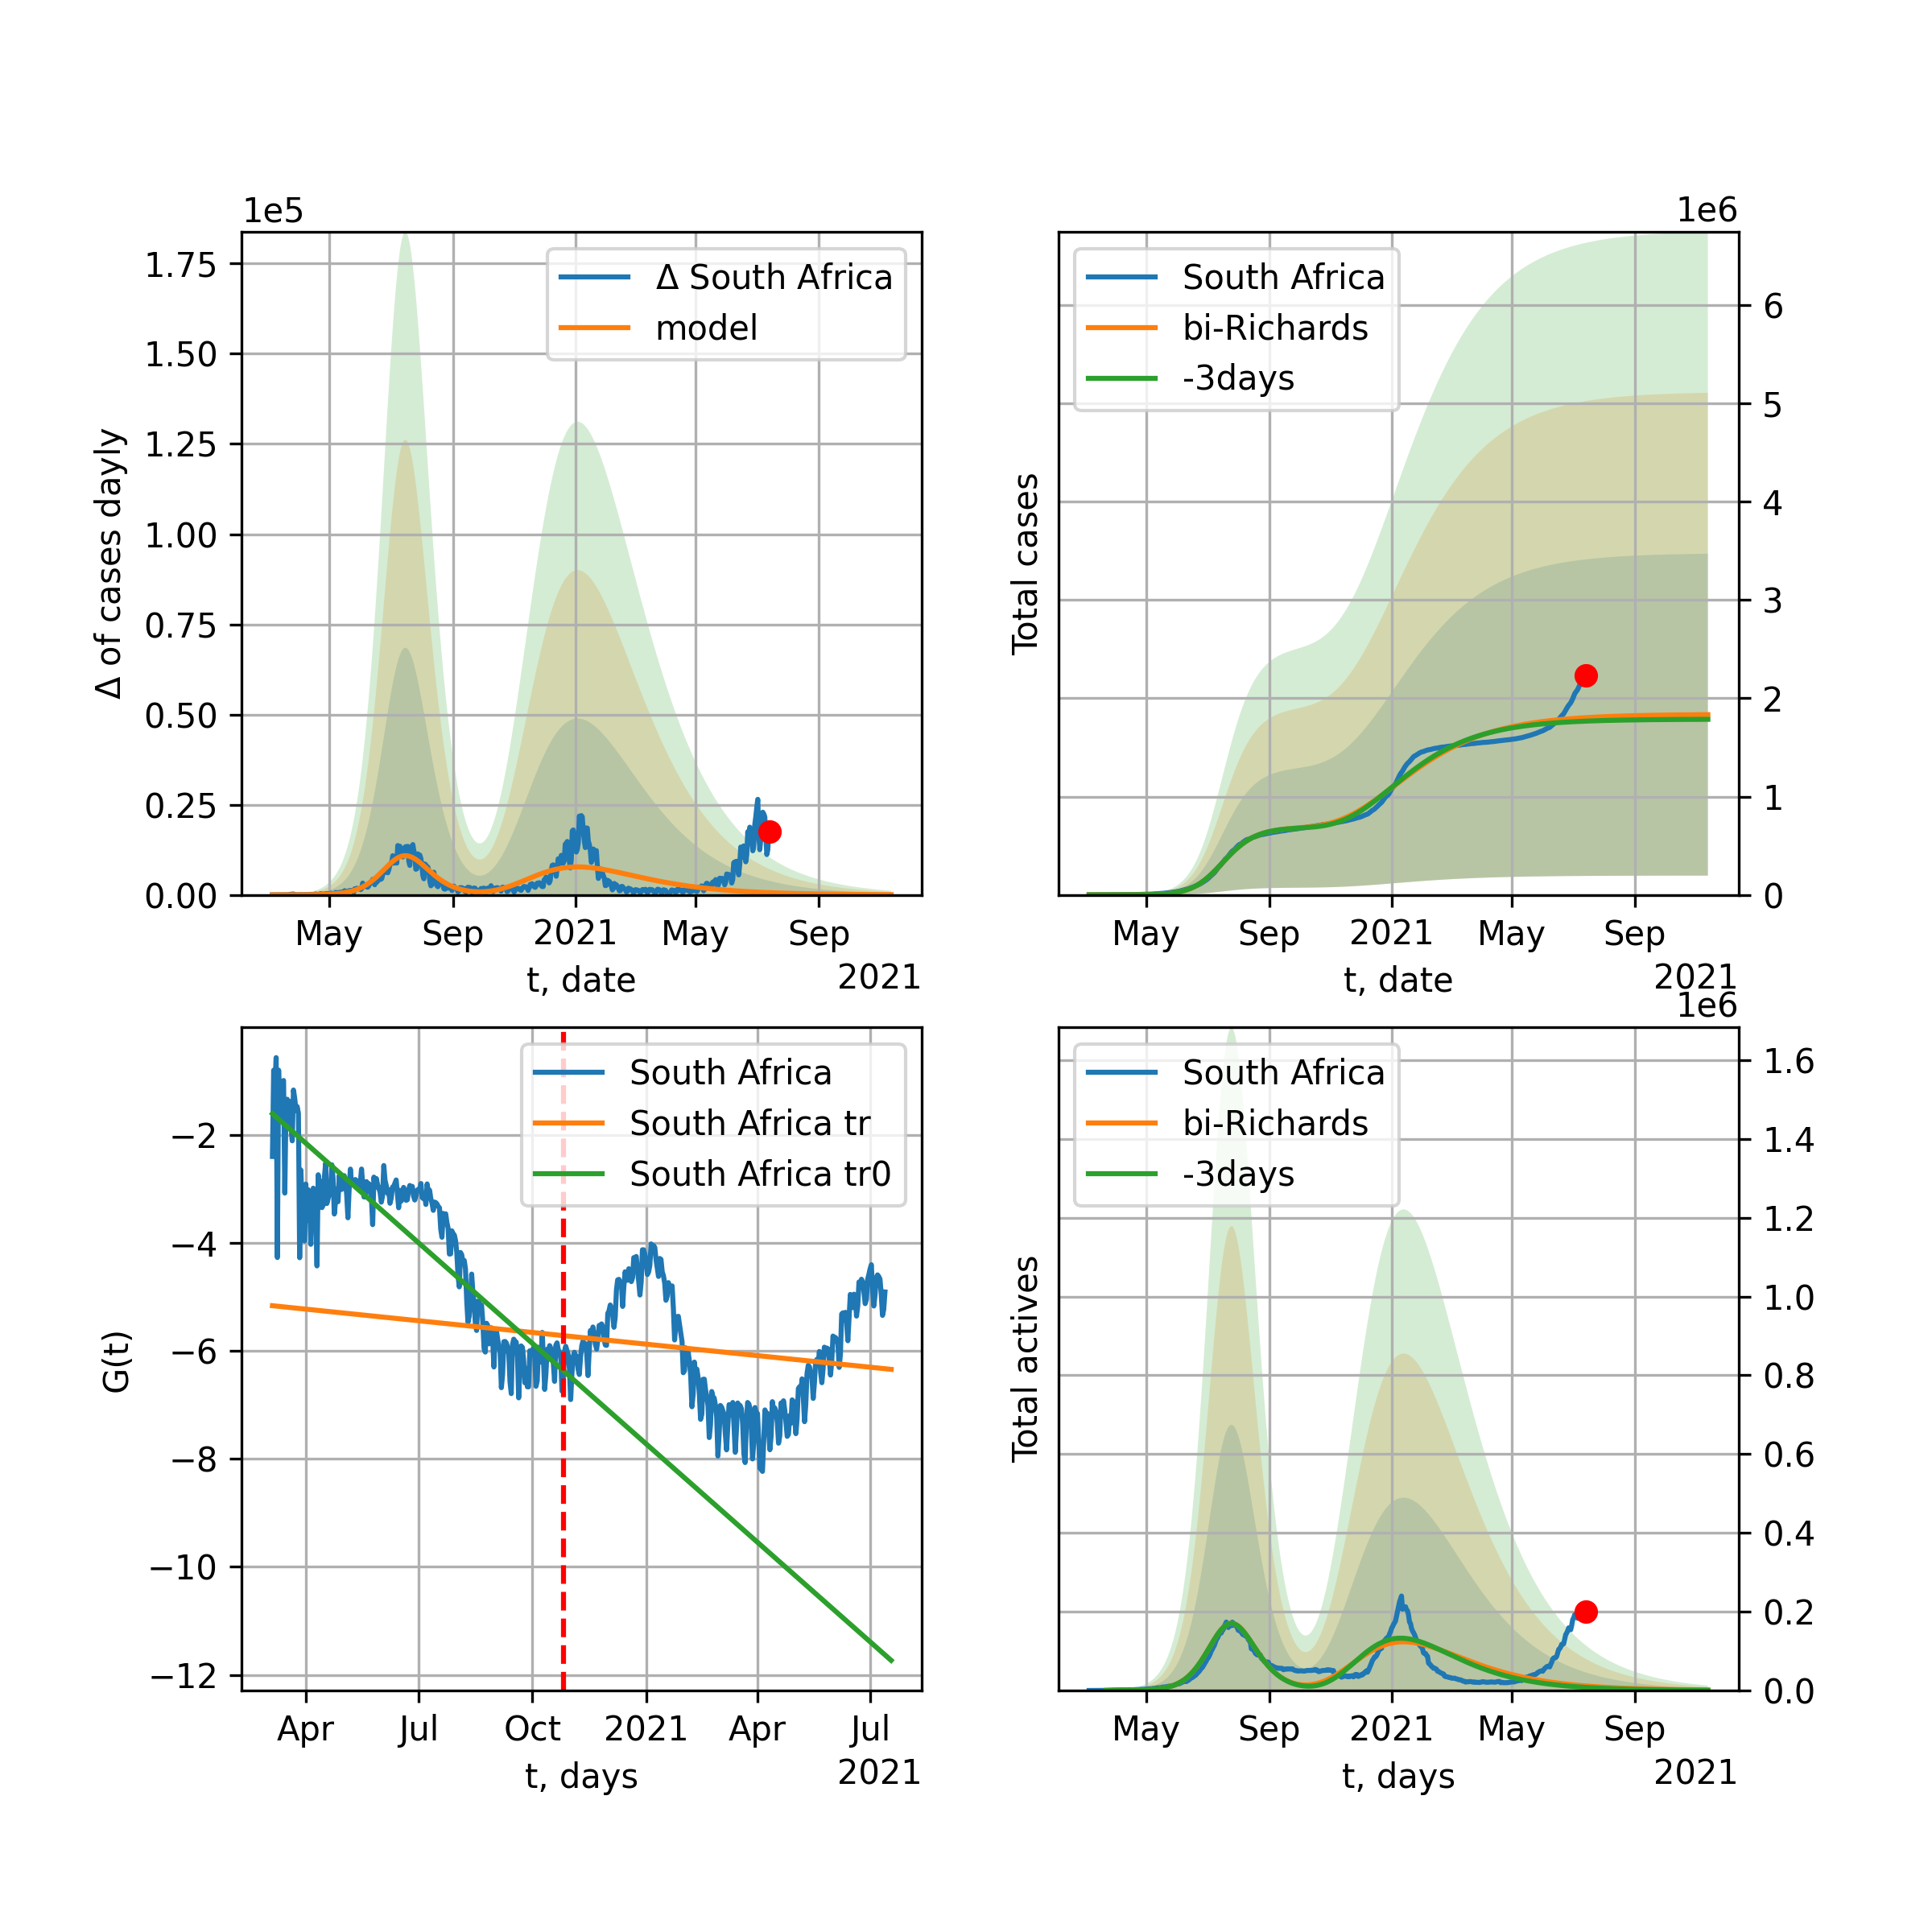 1e5
Δ of cases dayly
1.75
1.50
1.25
1.00
0.75
0.50
0.25
0.00
Δ South Africa
model
May Sep 2021 May Sep
t, date
2021
1e6
Total cases
South Africa
bi-Richards
-3days
6
5
4
3
2
1
0
May Sep 2021 May Sep
t, date
2021
G(t)
−2
−4
−6
−8
−10
−12
South Africa
South Africa tr
South Africa tr0
Apr Jul Oct 2021 Apr Jul
t, days
2021
1e6
Total actives
South Africa
bi-Richards
-3days
1.6
1.4
1.2
1.0
0.8
0.6
0.4
0.2
0.0
May Sep 2021 May Sep
t, days
2021